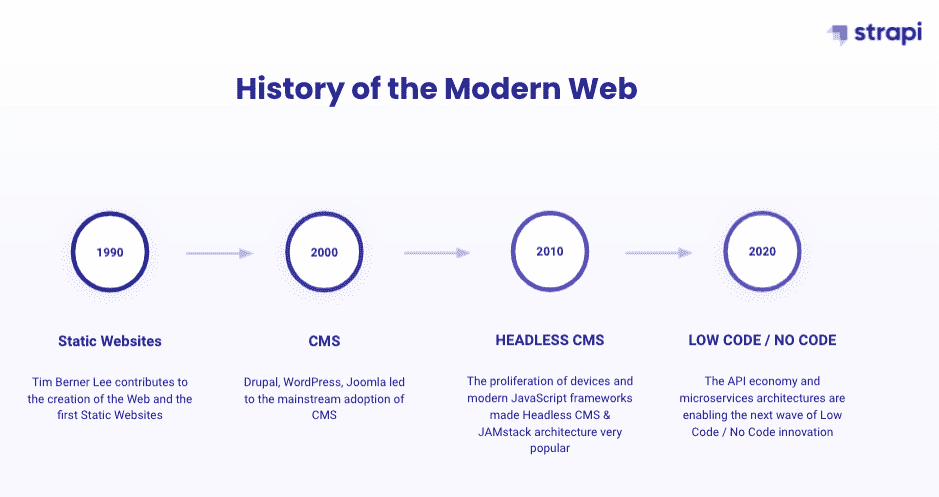 strapi
History of the Modern Web
1990
2000
2010
2020
Static Websites
CMS
HEADLESS CMS
LOW CODE / NO CODE
Tim Berner Lee contributes to
the creation of the Web and the
first Static Websites
Drupal, WordPress, Joomla led
to the mainstream adoption of
CMS
The proliferation of devices and
modern JavaScript frameworks
made Headless CMS &
JAMstack architecture very
popular
The API economy and
microservices architectures are
enabling the next wave of Low
Code / No Code innovation